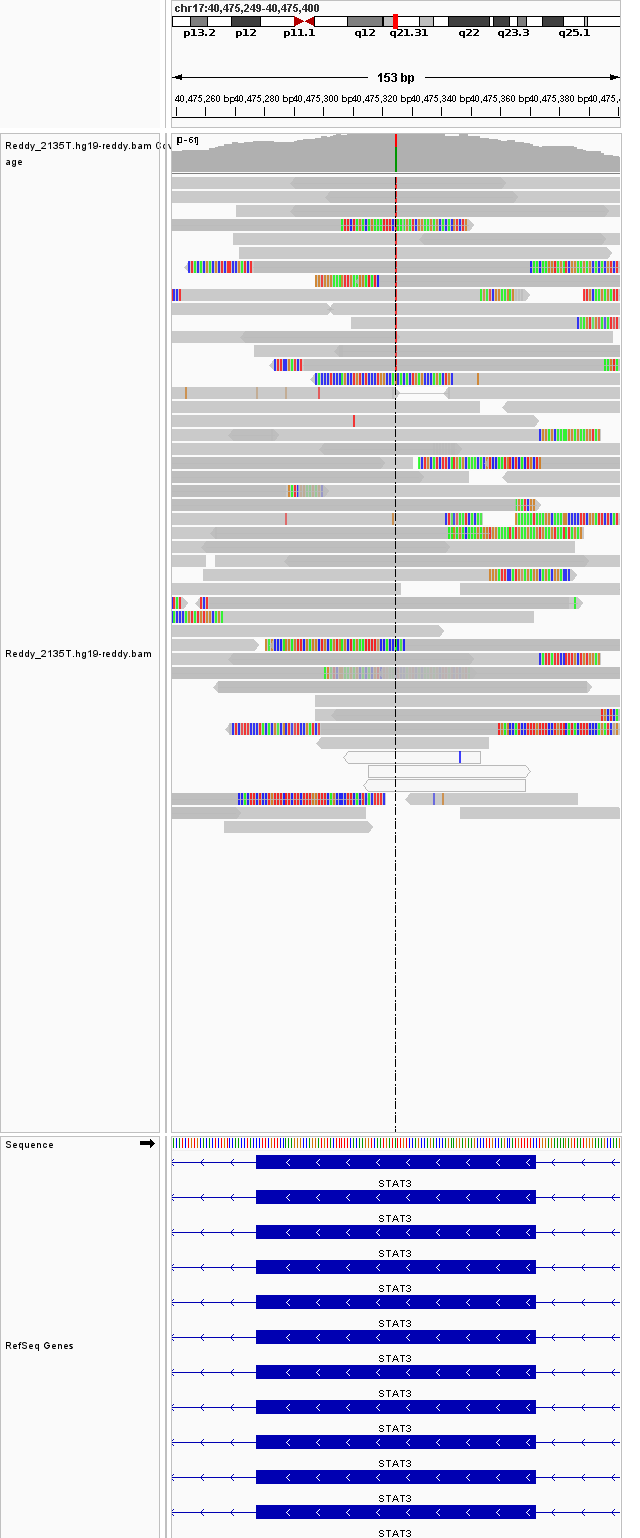 chr17:40,475,249-40,475,400
p13.2 p12 p11.1 q12 q21.31 q22 q23.3 q25.1
153 bp
40,475,260 bp 40,475,280 bp 40,475,300 bp 40,475,320 bp 40,475,340 bp 40,475,360 bp 40,475,380 bp 40,475,4
Reddy_2135T.hg19-reddy.bam Cov
age
[0-61]
Reddy_2135T.hg19-reddy.bam
Sequence
STAT3
STAT3
STAT3
STAT3
STAT3
RefSeq Genes
STAT3
STAT3
STAT3
STAT3
STAT3
STAT3